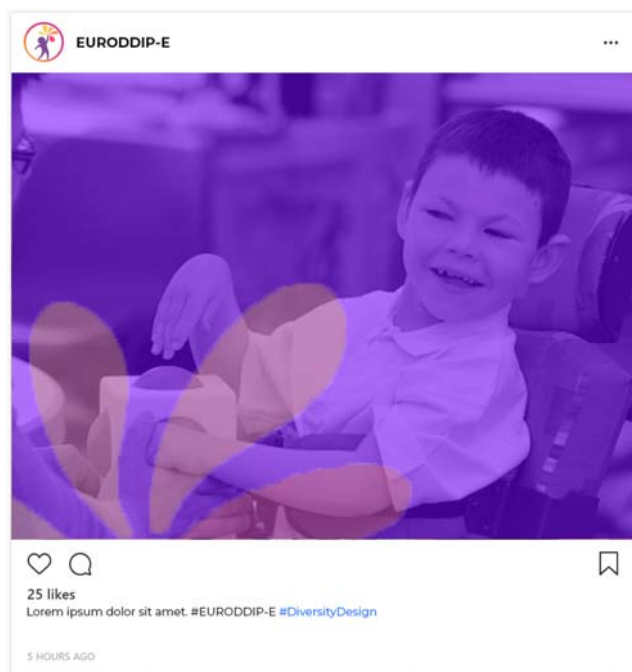 EURODDIP-E
25 likes
Lorem ipsum dolor sit amet. #EURODDIP-E #DiversityDesign
5 HOURS AGO